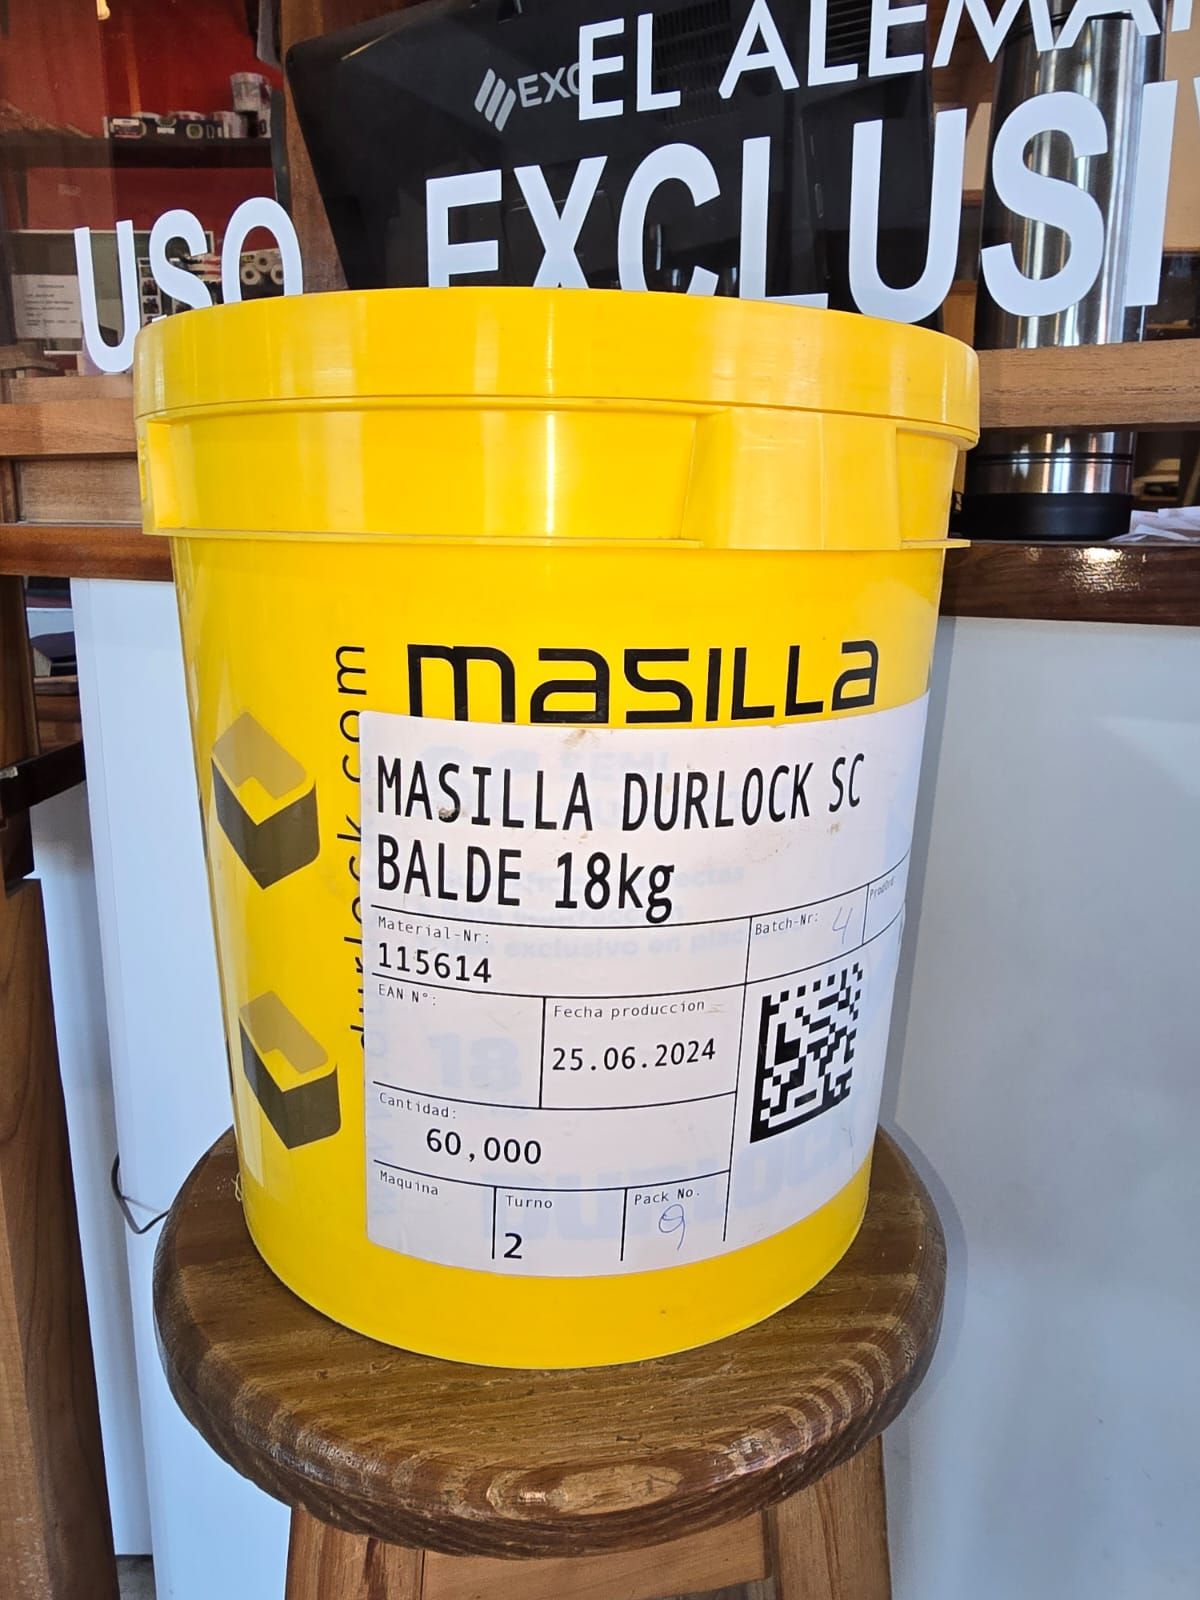 EL ALEMA
EXC
EXCLUSI
USO
masilla
durlock.com
MASILLA DURLOCK SC
BALDE 18kg
Material-Nr:
115614
Batch-Nr: 4
EAN N°:
Fecha produccion
25.06.2024
Cantidad:
60,000
Maquina
Turno
2
Pack No.
9